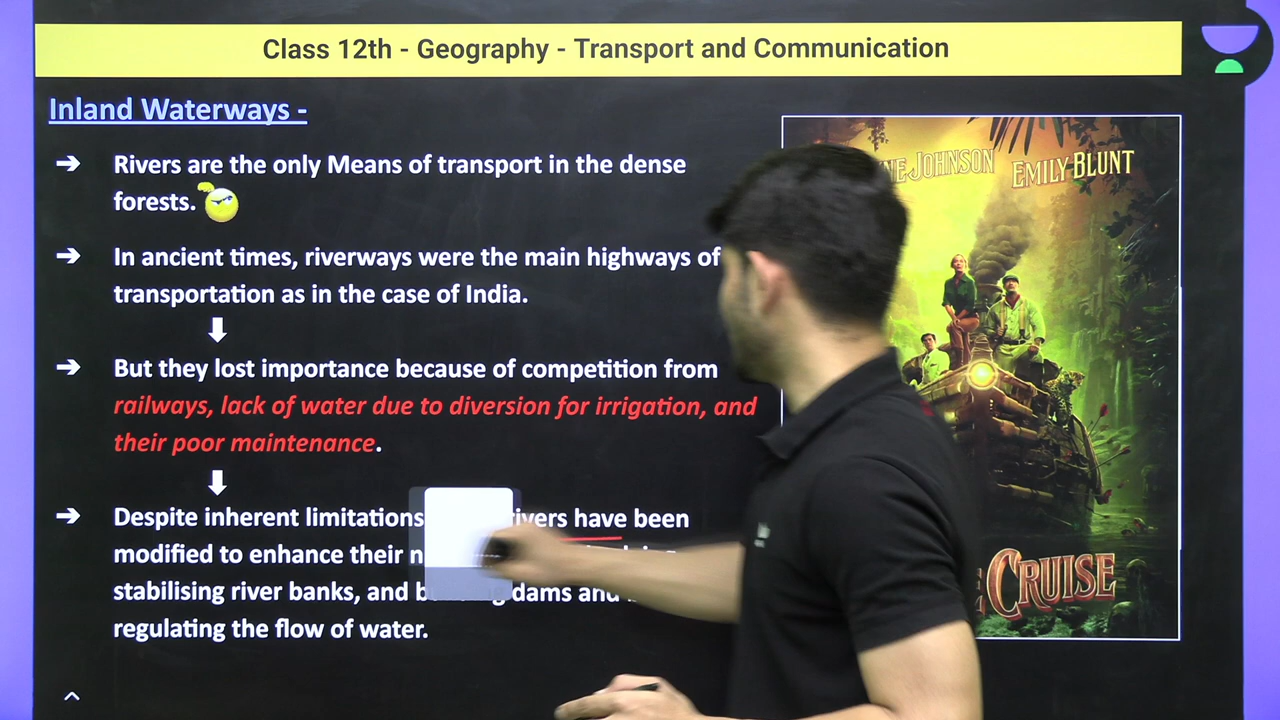 Class 12th - Geography - Transport and Communication
Inland Waterways -
➔ Rivers are the only Means of transport in the dense
forests.
➔ In ancient times, riverways were the main highways of
transportation as in the case of India.
➔ But they lost importance because of competition from
railways, lack of water due to diversion for irrigation, and
their poor maintenance.
➔ Despite inherent limitations rivers have been
modified to enhance their
stabilising river banks, and dams and
regulating the flow of water.
JOHNSON EMILY BLUNT
CRUISE